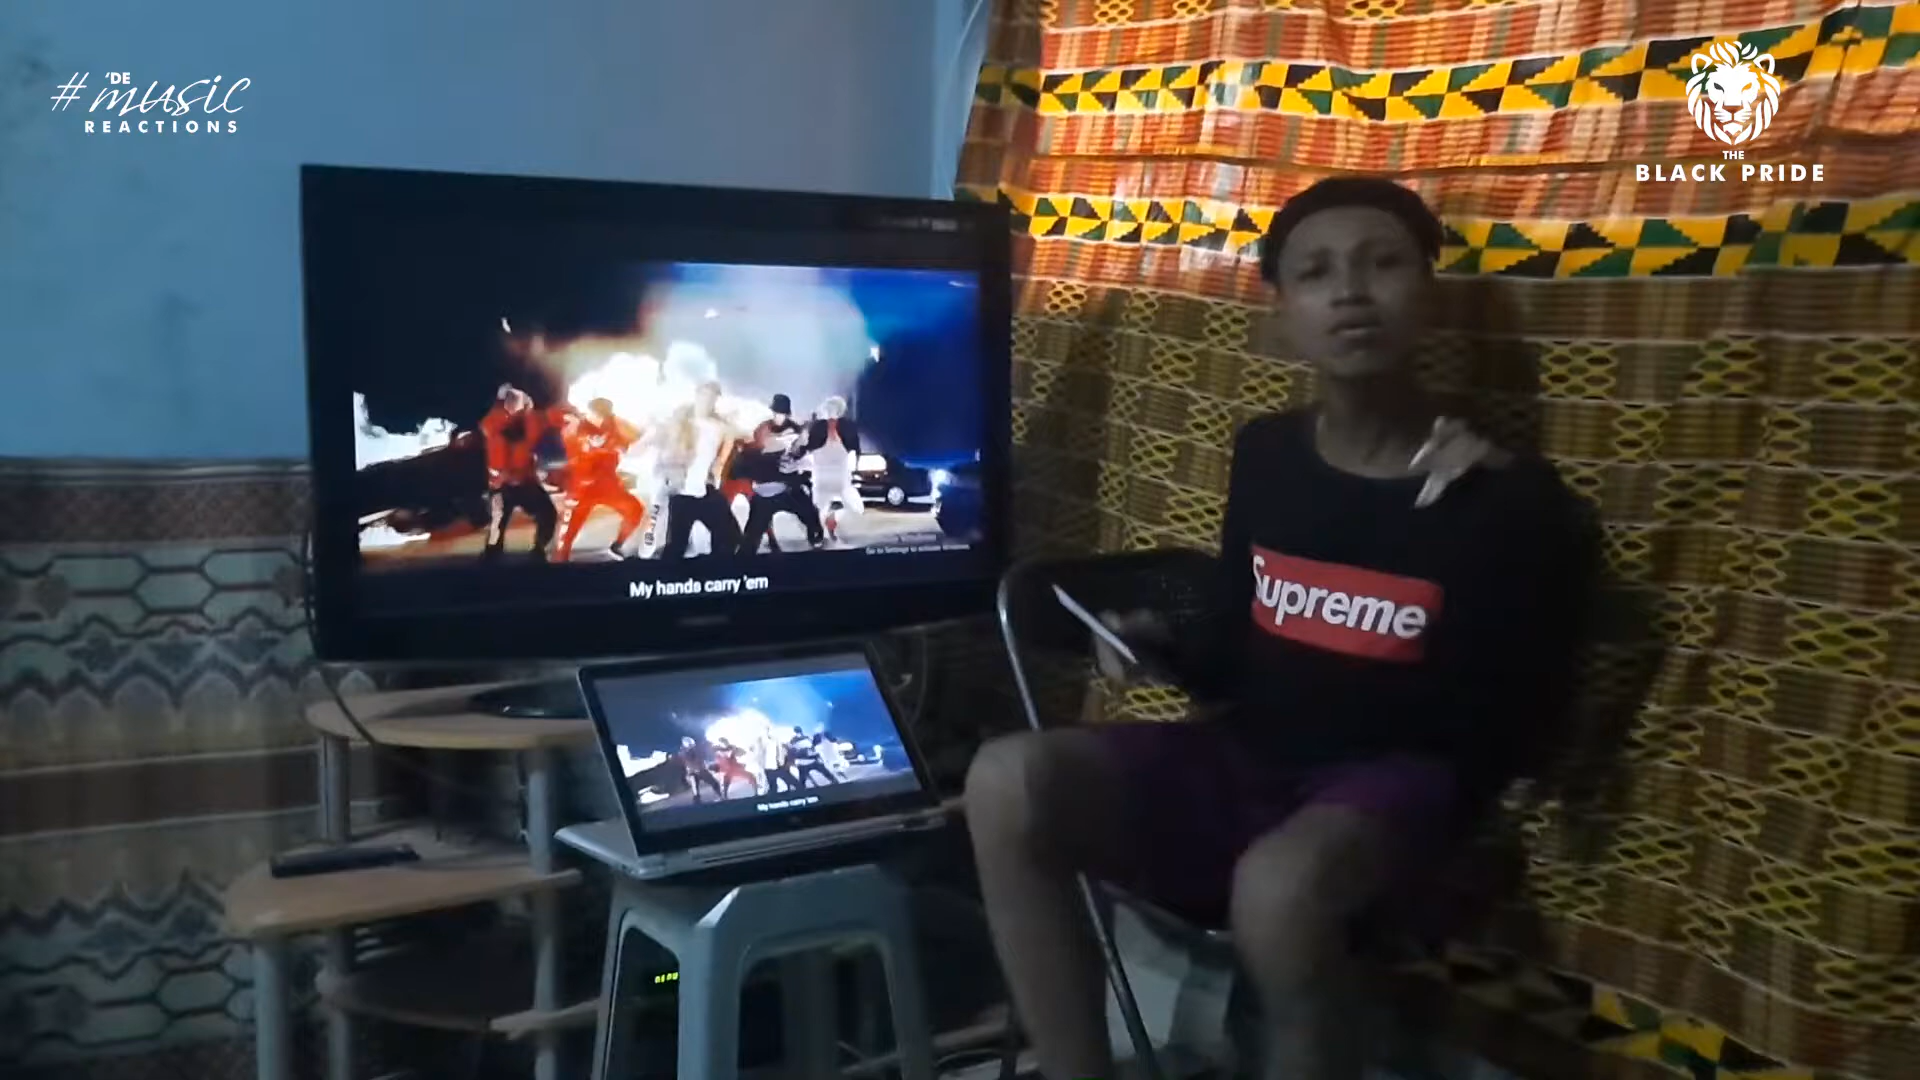 #'DE music
REACTIONS
THE
BLACK PRIDE
My hands carry 'em
Supreme
My hands carry 'em